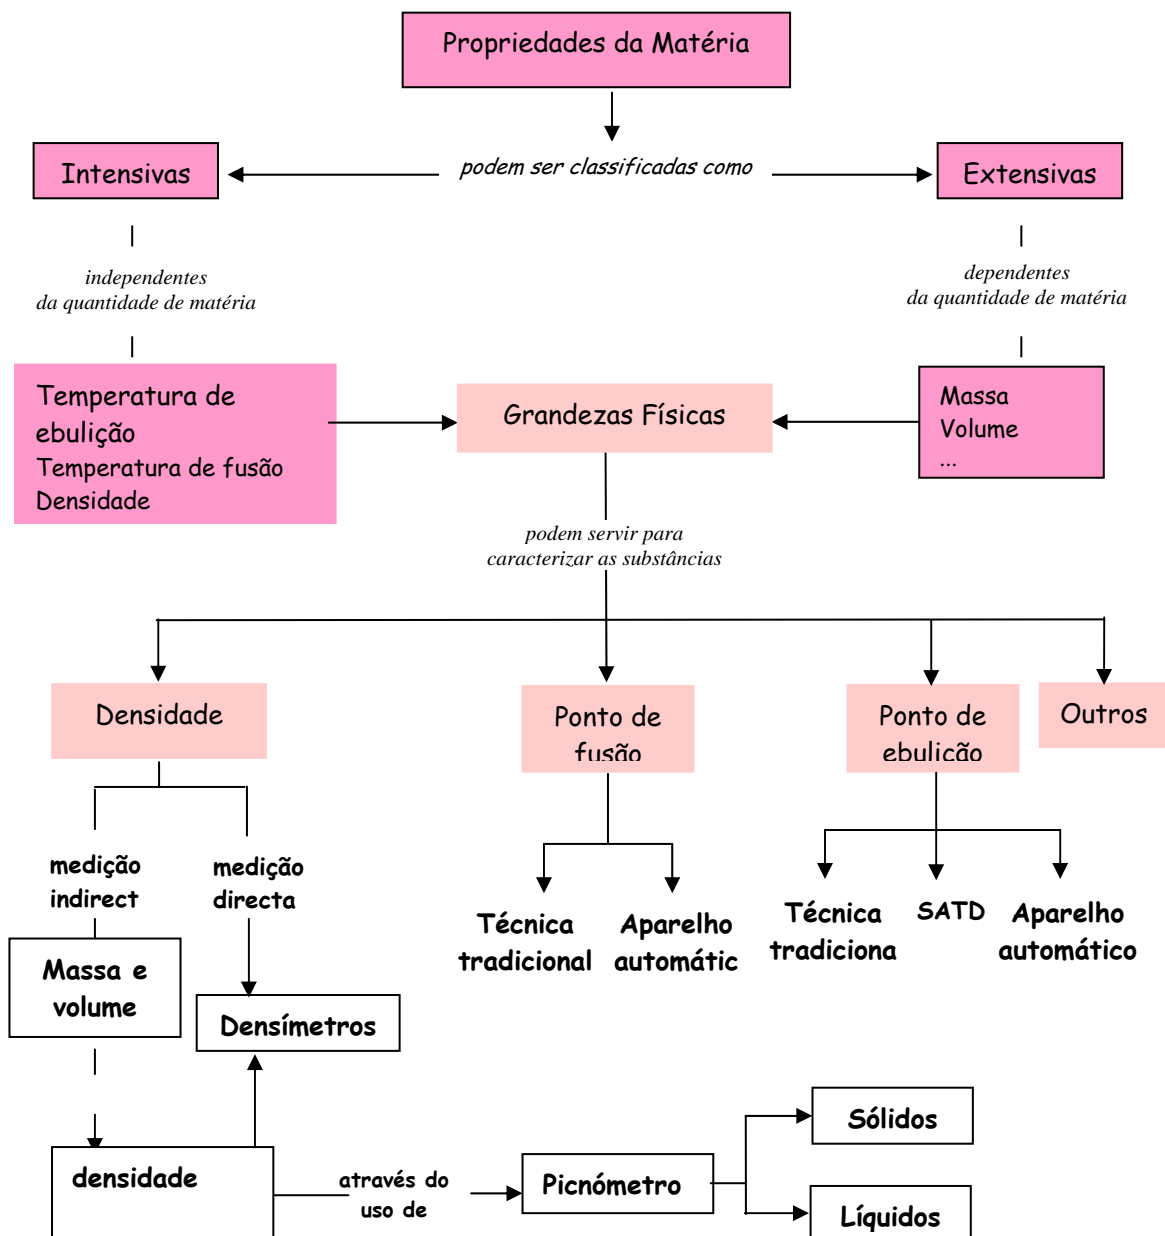 Propriedades da Matéria
Intensivas
podem ser classificadas como
Extensivas
independentes
da quantidade de matéria
dependentes
da quantidade de matéria
Temperatura de
ebulição
Temperatura de fusão
Densidade
Grandezas Físicas
Massa
Volume
...
podem servir para
caracterizar as substâncias
Densidade
Ponto de
fusão
Ponto de
ebulição
Outros
medição
indirect
medição
directa
Técnica
tradicional
Aparelho
automátic
Técnica
tradiciona
SATD
Aparelho
automático
Massa e
volume
Densímetros
densidade
através do
uso de
Picnómetro
Sólidos
Líquidos